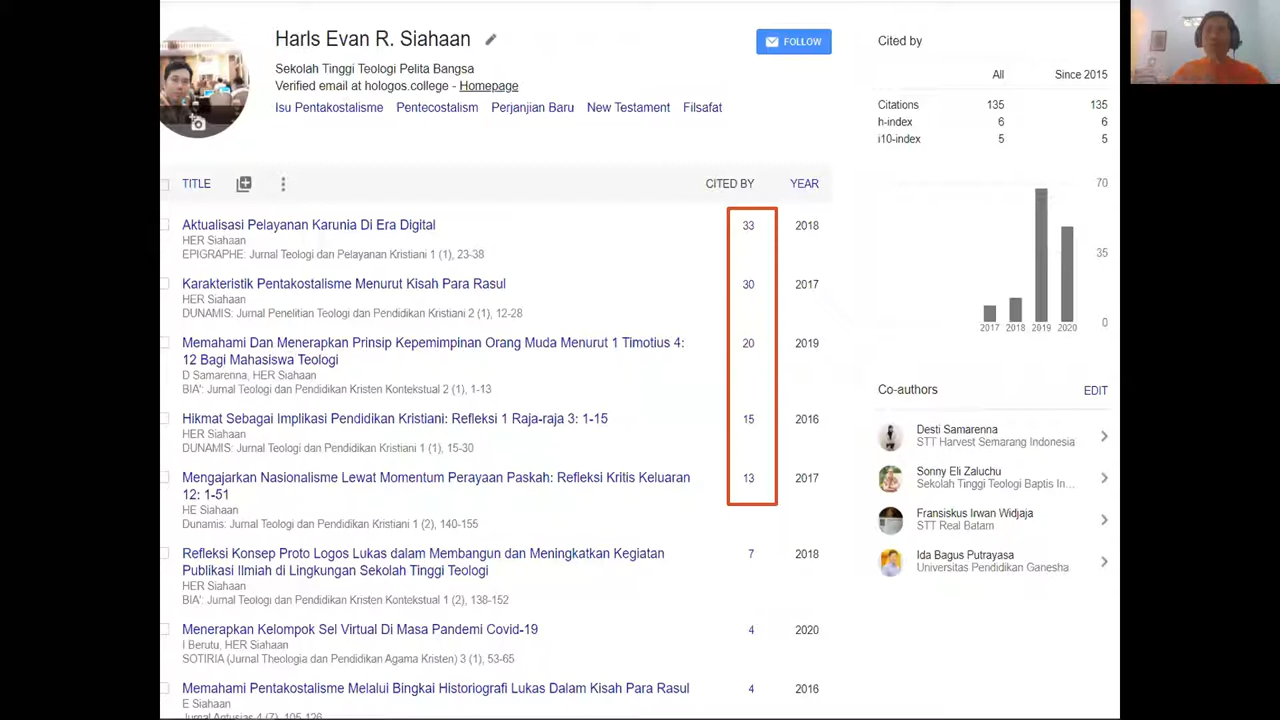 Harls Evan R. Siahaan
FOLLOW
Sekolah Tinggi Teologi Pelita Bangsa
Verified email at hologos.college - Homepage
Isu Pentakostalisme Pentecostalism Perjanjian Baru New Testament Filsafat
TITLE CITED BY YEAR
Aktualisasi Pelayanan Karunia Di Era Digital 33 2018
HER Siahaan
EPIGRAPHE: Jurnal Teologi dan Pelayanan Kristiani 1 (1), 23-38
Karakteristik Pentakostalisme Menurut Kisah Para Rasul 30 2017
HER Siahaan
DUNAMIS: Jurnal Penelitian Teologi dan Pendidikan Kristiani 2 (1), 12-28
Memahami Dan Menerapkan Prinsip Kepemimpinan Orang Muda Menurut 1 Timotius 4: 20 2019
12 Bagi Mahasiswa Teologi
D Samarenna, HER Siahaan
BIA': Jurnal Teologi dan Pendidikan Kristen Kontekstual 2 (1), 1-13
Hikmat Sebagai Implikasi Pendidikan Kristiani: Refleksi 1 Raja-raja 3: 1-15 15 2016
HER Siahaan
DUNAMIS: Jurnal Teologi dan Pendidikan Kristiani 1 (1), 15-30
Mengajarkan Nasionalisme Lewat Momentum Perayaan Paskah: Refleksi Kritis Keluaran 13 2017
12: 1-51
HE Siahaan
Dunamis: Jurnal Teologi dan Pendidikan Kristiani 1 (2), 140-155
Refleksi Konsep Proto Logos Lukas dalam Membangun dan Meningkatkan Kegiatan 7 2018
Publikasi Ilmiah di Lingkungan Sekolah Tinggi Teologi
HER Siahaan
BIA': Jurnal Teologi dan Pendidikan Kristen Kontekstual 1 (2), 138-152
Menerapkan Kelompok Sel Virtual Di Masa Pandemi Covid-19 4 2020
I Berutu, HER Siahaan
SOTIRIA (Jurnal Theologia dan Pendidikan Agama Kristen) 3 (1), 53-65
Memahami Pentakostalisme Melalui Bingkai Historiografi Lukas Dalam Kisah Para Rasul 4 2016
E Siahaan
Jurnal Antusias 4 (7), 105-126
Cited by
All Since 2015
Citations 135 135
h-index 6 6
i10-index 5 5
70
35
0
2017 2018 2019 2020
Co-authors EDIT
Desti Samarenna
STT Harvest Semarang Indonesia
Sonny Eli Zaluchu
Sekolah Tinggi Teologi Baptis In...
Fransiskus Irwan Widjaja
STT Real Batam
Ida Bagus Putrayasa
Universitas Pendidikan Ganesha